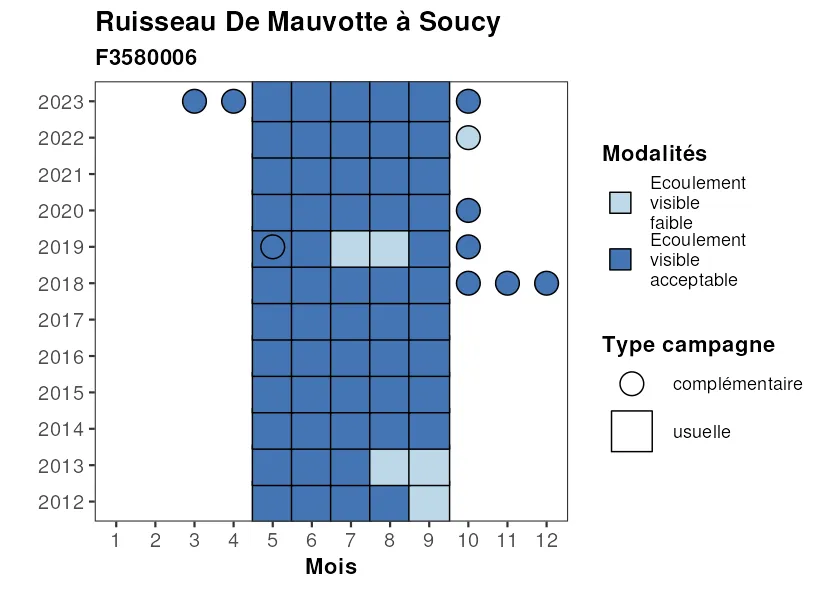 Ruisseau De Mauvotte à Soucy
F3580006
2023
2022
2021
2020
2019
2018
2017
2016
2015
2014
2013
2012
1 2 3 4 5 6 7 8 9 10 11 12
Mois
Modalités
Ecoulement
visible
faible
Ecoulement
visible
acceptable
Type campagne
complémentaire
usuelle